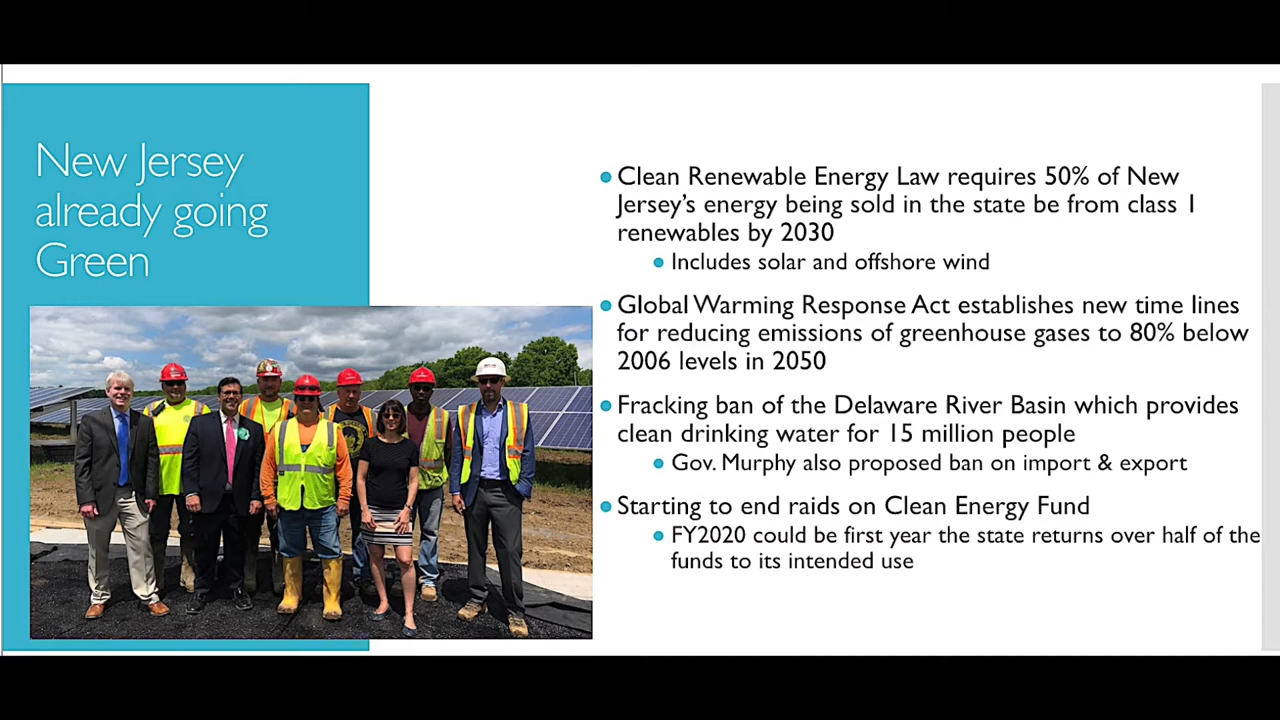 New Jersey
already going
Green
Clean Renewable Energy Law requires 50% of New
Jersey's energy being sold in the state be from class 1
renewables by 2030
Includes solar and offshore wind
Global Warming Response Act establishes new time lines
for reducing emissions of greenhouse gases to 80% below
2006 levels in 2050
Fracking ban of the Delaware River Basin which provides
clean drinking water for 15 million people
Gov. Murphy also proposed ban on import & export
Starting to end raids on Clean Energy Fund
FY2020 could be first year the state returns over half of the
funds to its intended use